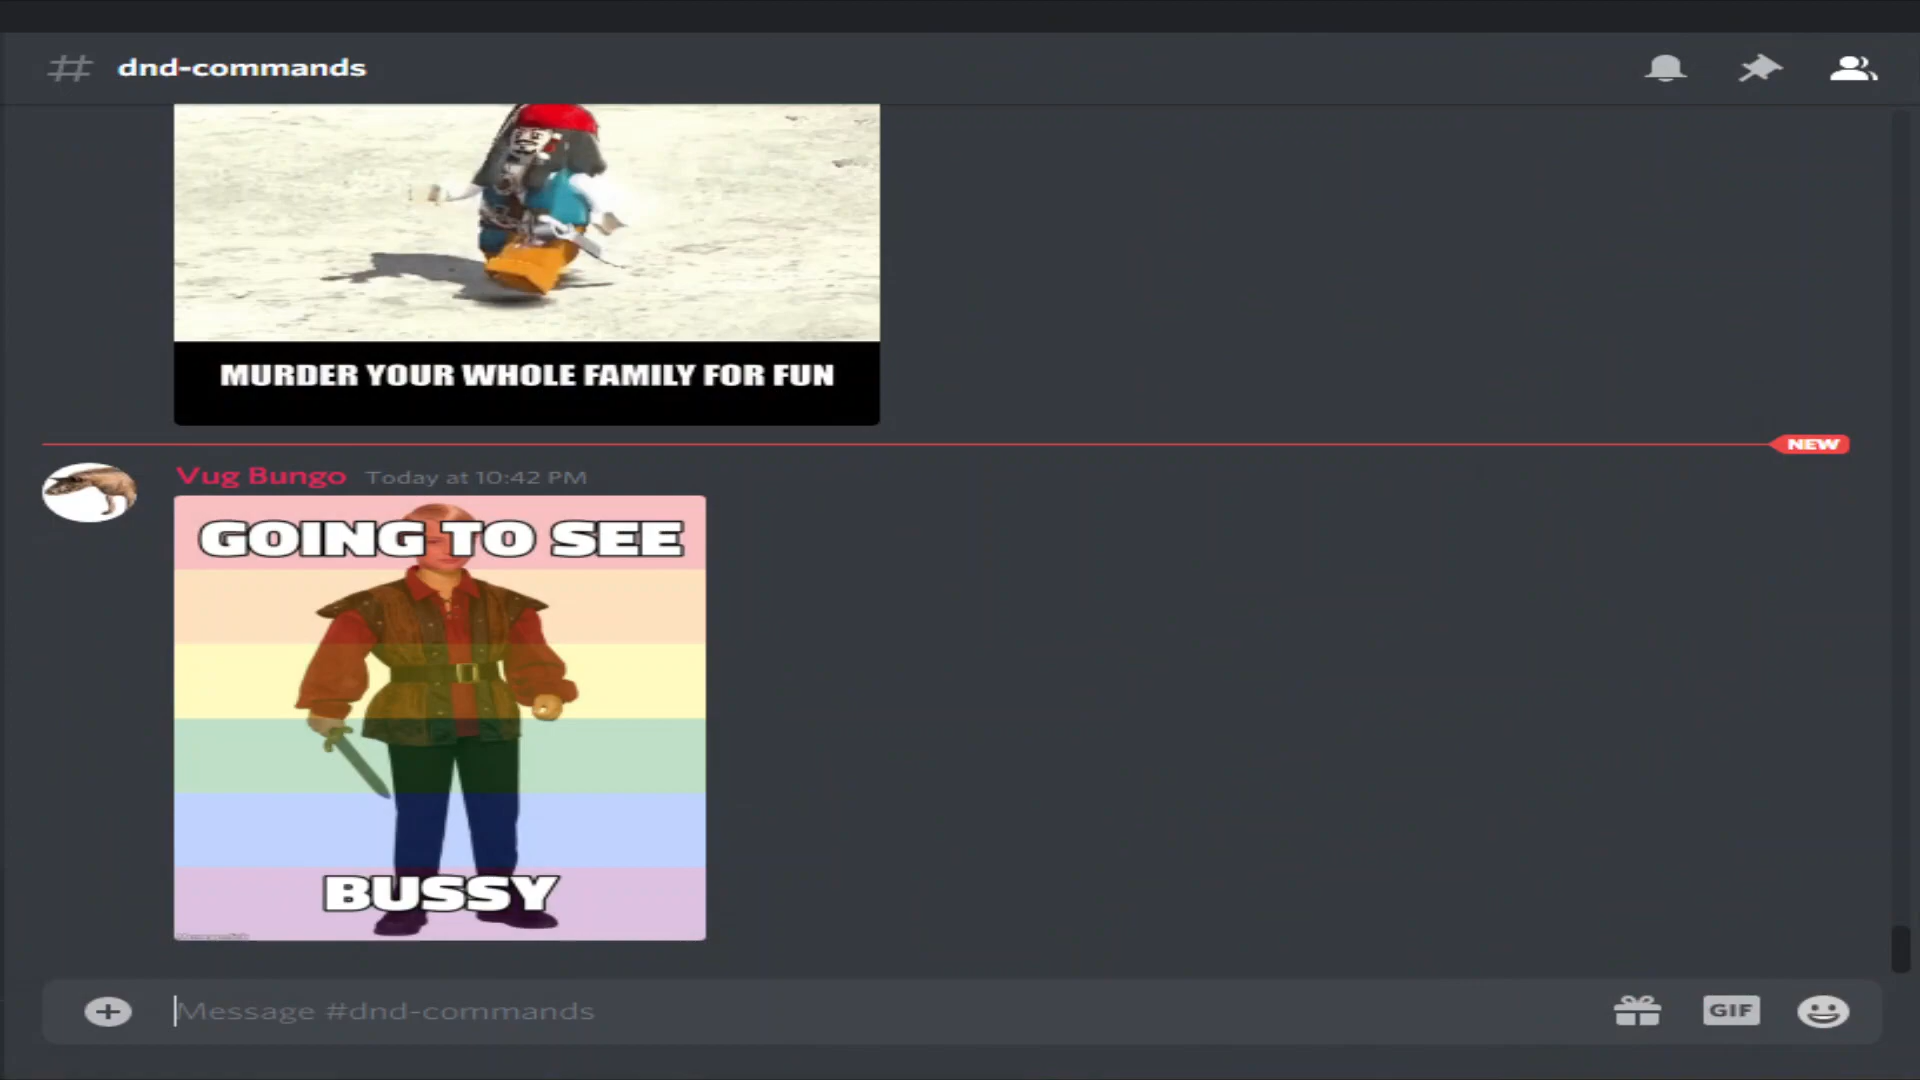 dnd-commands
MURDER YOUR WHOLE FAMILY FOR FUN
NEW
Vug Bungo Today at 10:42 PM
GOING TO SEE
BUSSY
Message #dnd-commands
GIF